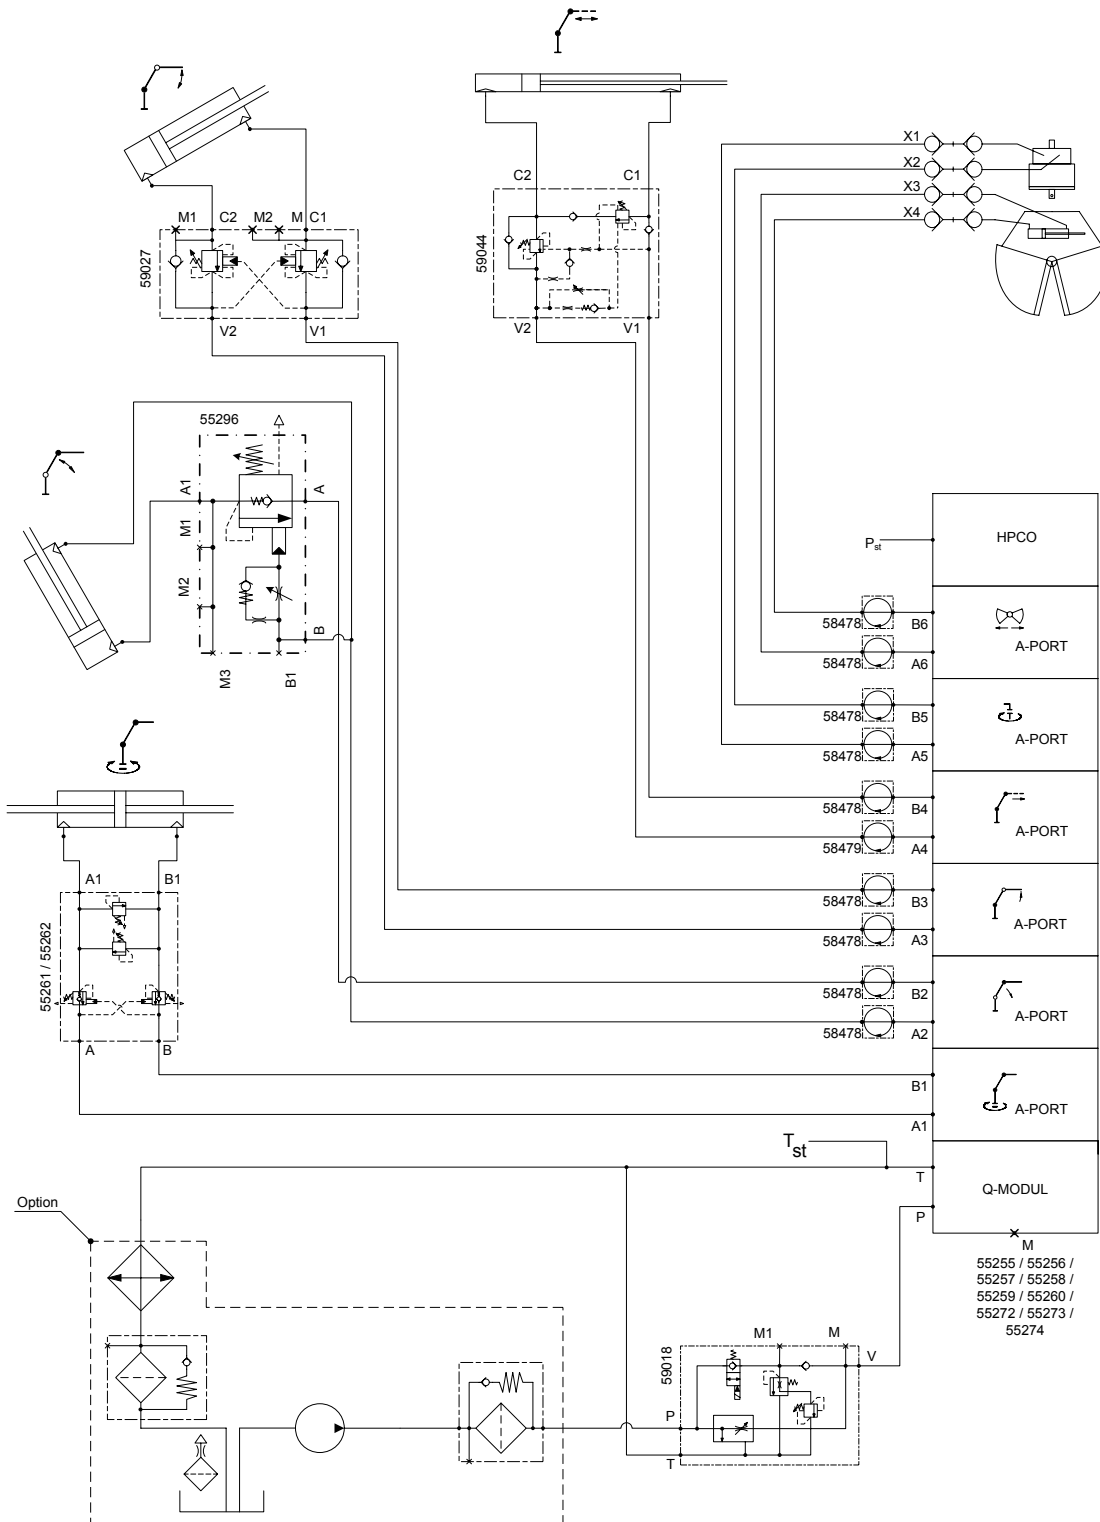 X1
X2
X3
X4
C2
C1
M1
C2
M2
M
C1
59027
59044
V2
V1
V2
V1
55296
A1
A
M1
M2
B
M3
B1
HPCO
Pst
A-PORT
58478
B6
58478
A6
A-PORT
58478
B5
58478
A5
A-PORT
58478
B4
58479
A4
A-PORT
58478
B3
58478
A3
A-PORT
58478
B2
58478
A2
A-PORT
B1
A1
A1
B1
55261 / 55262
A
B
Tst
T
Q-MODUL
P
M
55255 / 55256 /
55257 / 55258 /
55259 / 55260 /
55272 / 55273 /
55274
Option
M1
M
V
59018
P
T